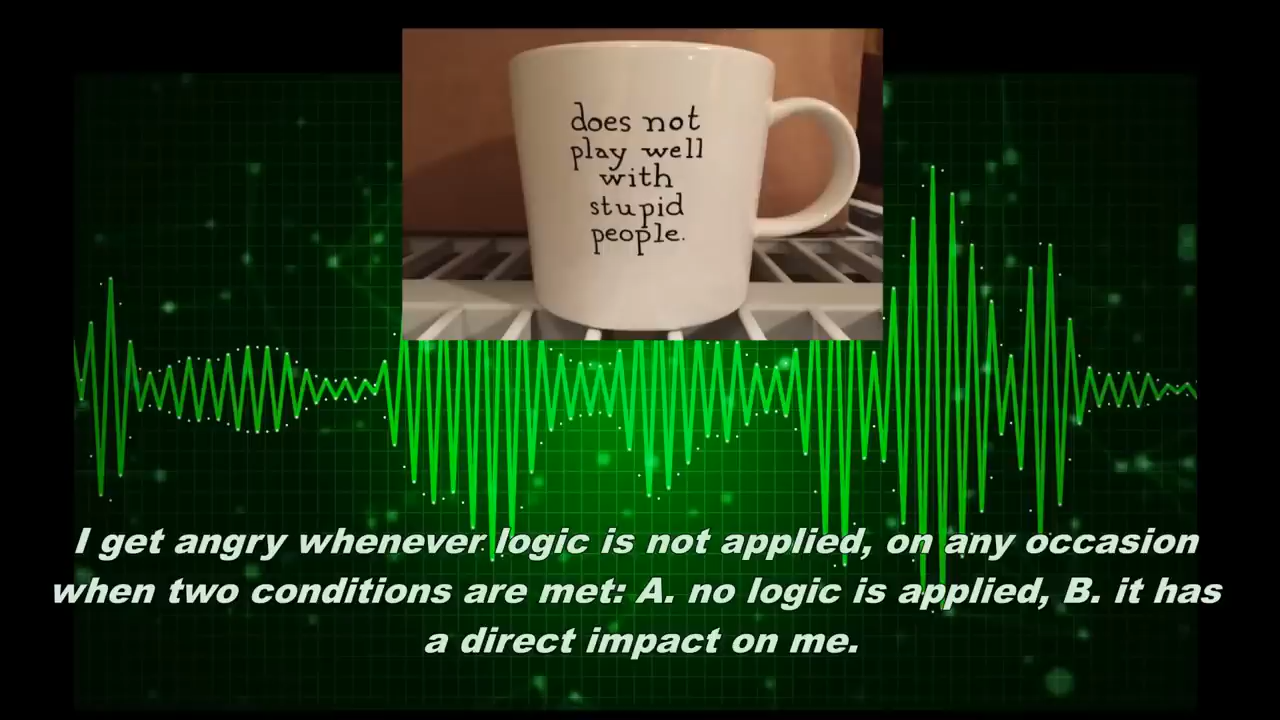 does not
play well
with
stupid
people.
I get angry whenever logic is not applied, on any occasion
when two conditions are met: A. no logic is applied, B. it has
a direct impact on me.